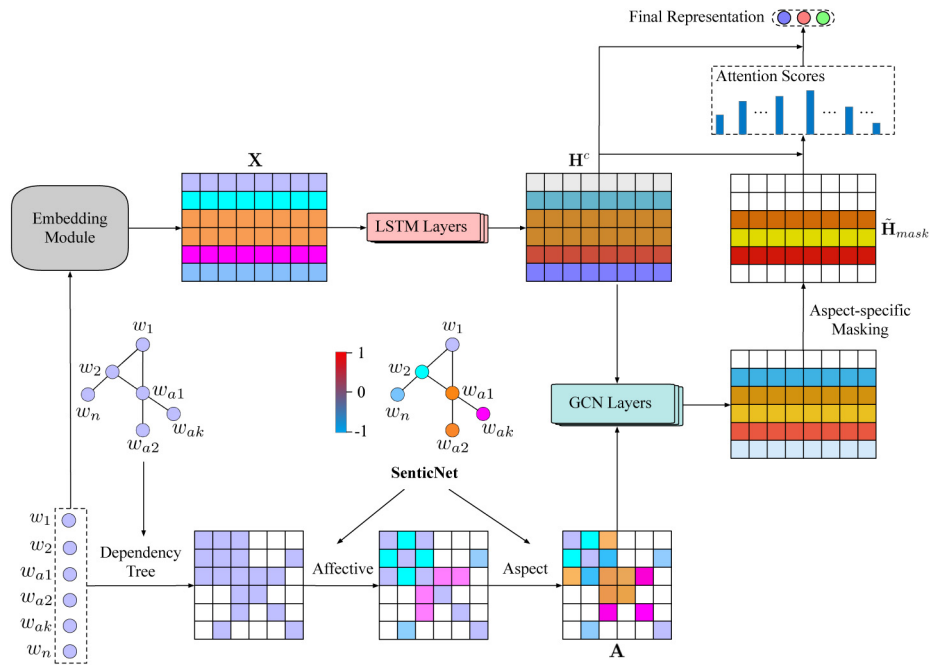 Final Representation
Attention Scores
... ... ...
X
H^c
Embedding
Module
LSTM Layers
H̃_mask
Aspect-specific
Masking
w_1
w_2
w_a1
w_n
w_ak
w_a2
1
0
-1
w_1
w_2
w_a1
w_n
w_ak
w_a2
GCN Layers
SenticNet
w_1
w_2
w_a1
w_a2
w_ak
w_n
Dependency
Tree
Affective
Aspect
A